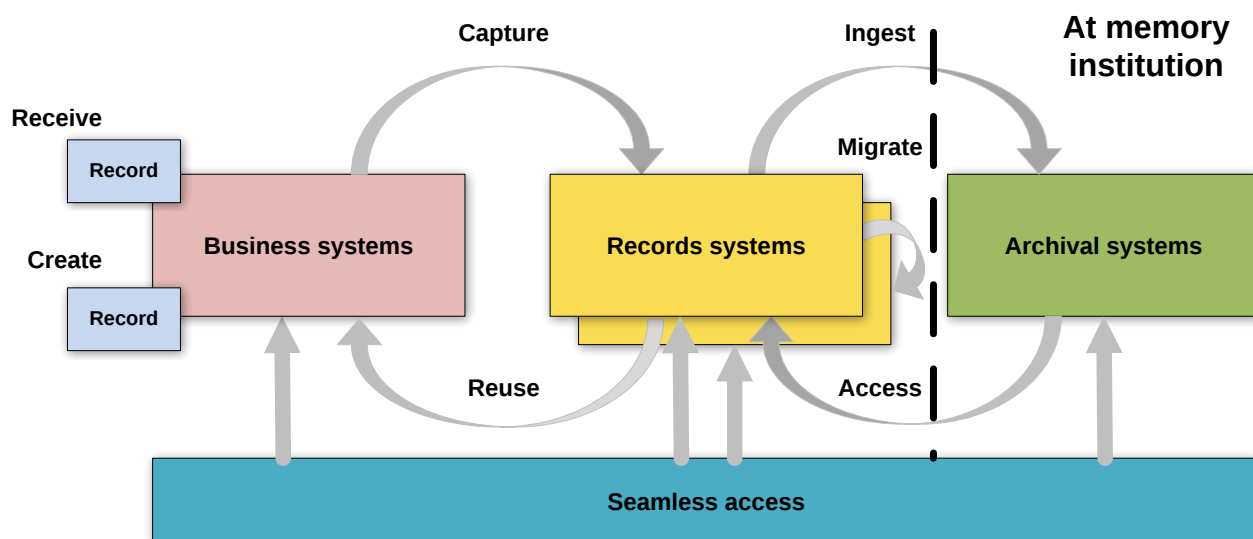 At memory
institution
Capture
Ingest
Receive
Record
Migrate
Business systems
Records systems
Archival systems
Create
Record
Reuse
Access
Seamless access